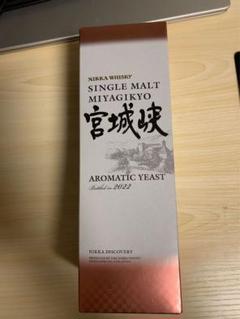 NIKKA WHISKY
SINGLE MALT
MIYAGIKYO
宮城峡
AROMATIC YEAST
Bottled in 2022
NIKKA DISCOVERY